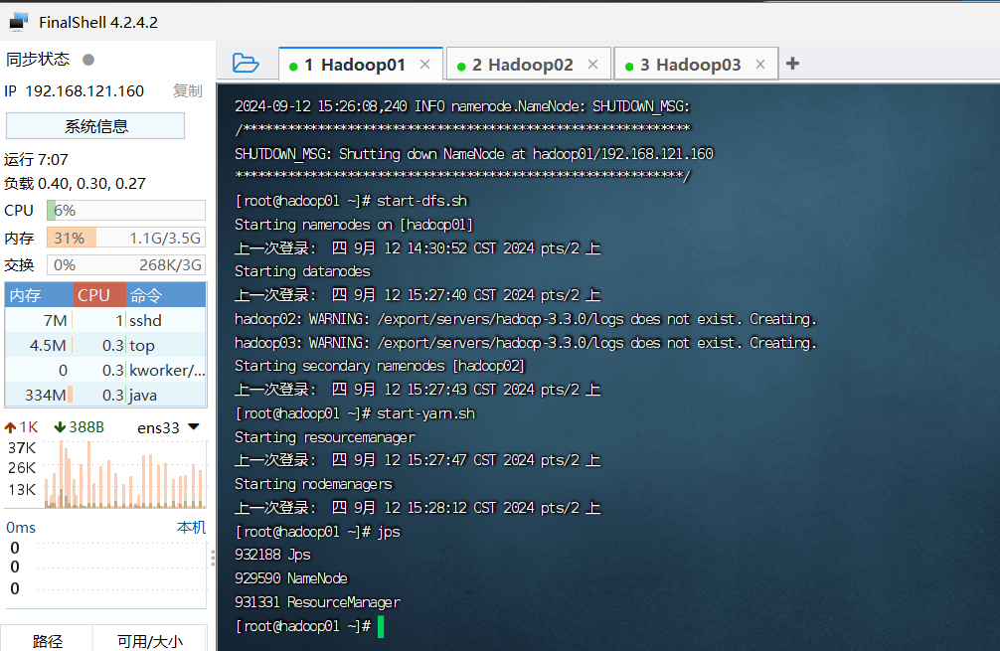 FinalShell 4.2.4.2
同步状态
IP 192.168.121.160 复制
系统信息
运行 7:07
负载 0.40, 0.30, 0.27
CPU 6%
内存 31% 1.1G/3.5G
交换 0% 268K/3G
内存 CPU 命令
7M 1 sshd
4.5M 0.3 top
0 0.3 kworker/...
334M 0.3 java
1K 388B ens33
37K
26K
13K
0ms 本机
0
0
0
路径 可用/大小
1 Hadoop01 2 Hadoop02 3 Hadoop03
2024-09-12 15:26:08,240 INFO namenode.NameNode: SHUTDOWN_MSG:
/************************************************************
SHUTDOWN_MSG: Shutting down NameNode at hadoop01/192.168.121.160
************************************************************/
[root@hadoop01 ~]# start-dfs.sh
Starting namenodes on [hadoop01]
上一次登录： 四 9月 12 14:30:52 CST 2024 pts/2 上
Starting datanodes
上一次登录： 四 9月 12 15:27:40 CST 2024 pts/2 上
hadoop02: WARNING: /export/servers/hadoop-3.3.0/logs does not exist. Creating.
hadoop03: WARNING: /export/servers/hadoop-3.3.0/logs does not exist. Creating.
Starting secondary namenodes [hadoop02]
上一次登录： 四 9月 12 15:27:43 CST 2024 pts/2 上
[root@hadoop01 ~]# start-yarn.sh
Starting resourcemanager
上一次登录： 四 9月 12 15:27:47 CST 2024 pts/2 上
Starting nodemanagers
上一次登录： 四 9月 12 15:28:12 CST 2024 pts/2 上
[root@hadoop01 ~]# jps
932188 Jps
929590 NameNode
931331 ResourceManager
[root@hadoop01 ~]#